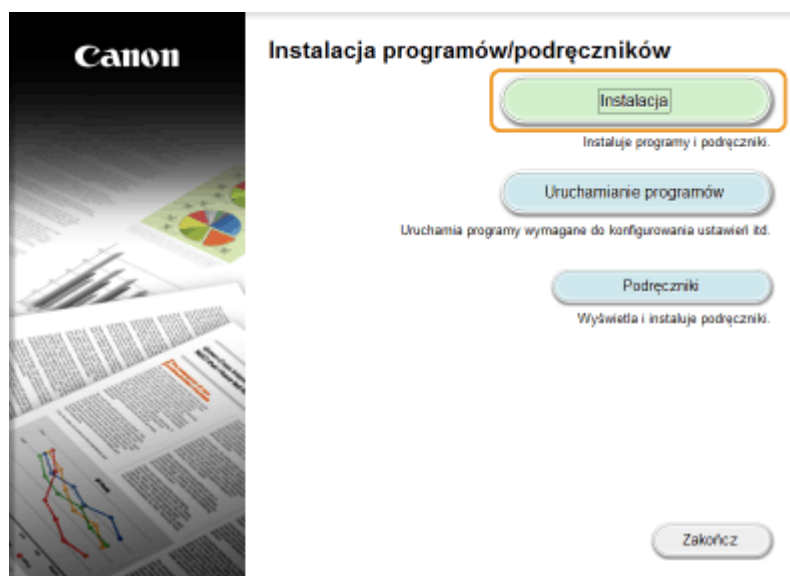 Canon
Instalacja programów/podręczników
Instalacja
Instaluje programy i podręczniki.
Uruchamianie programów
Uruchamia programy wymagane do konfigurowania ustawień itd.
Podręczniki
Wyświetla i instaluje podręczniki.
Zakończ